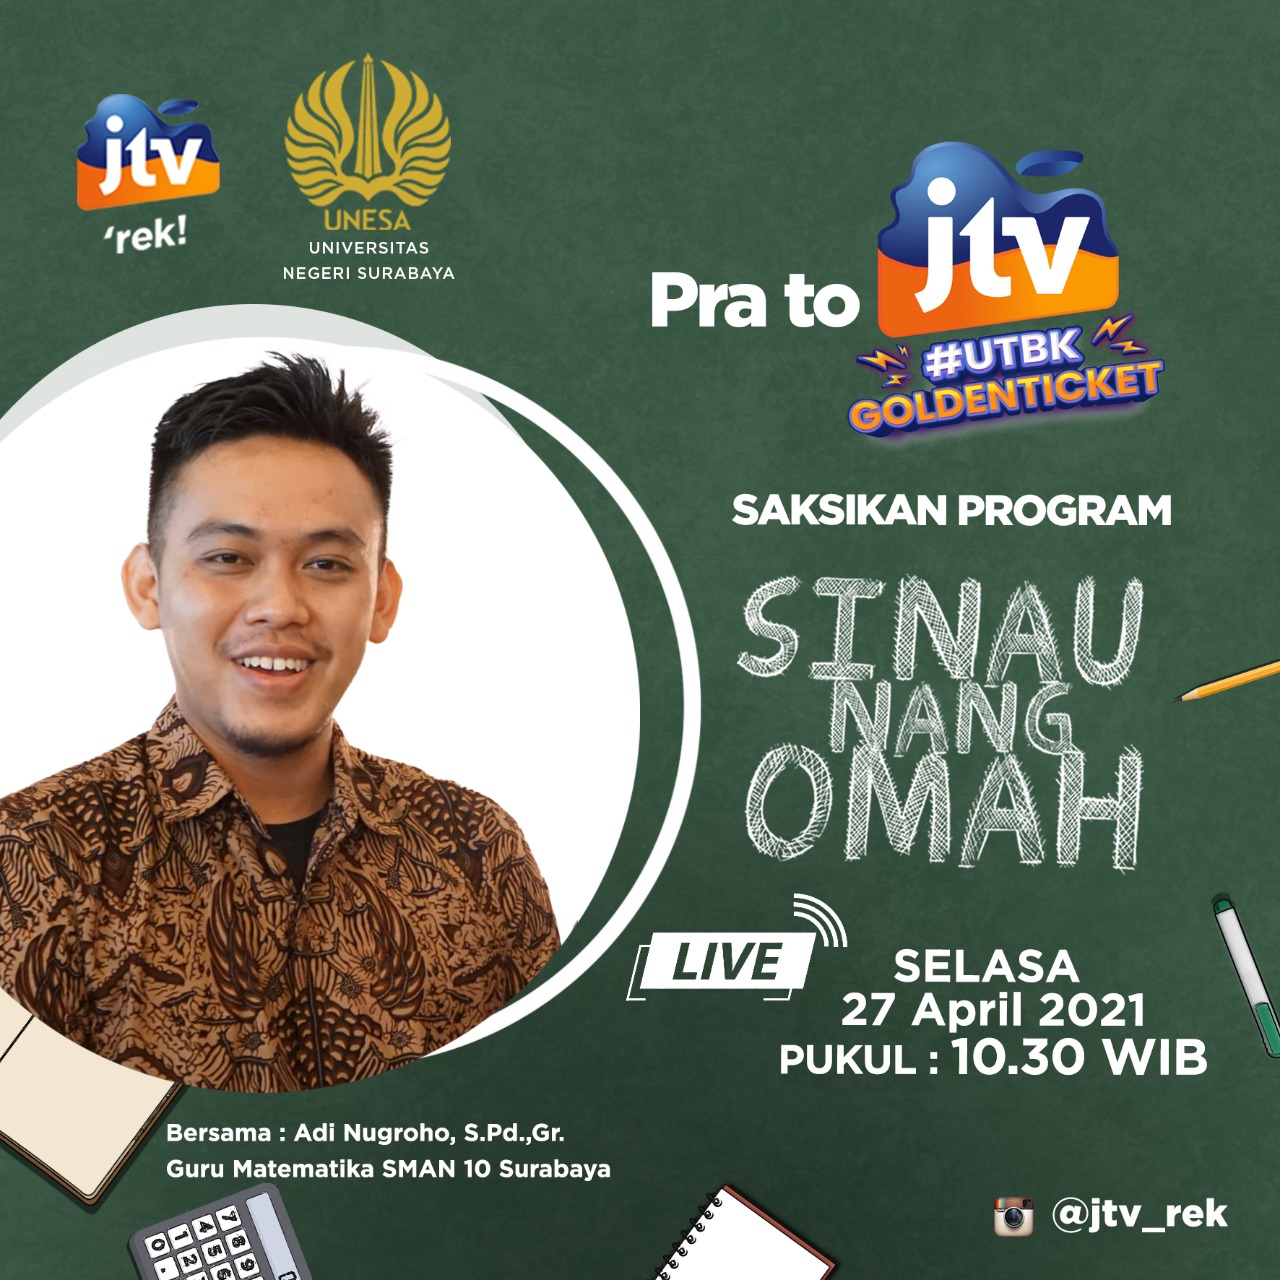 jtv
'rek!
UNESA
UNIVERSITAS
NEGERI SURABAYA
Pra to
jtv
#UTBK
GOLDENTICKET
SAKSIKAN PROGRAM
SINAU
NANG
OMAH
LIVE
SELASA
27 April 2021
PUKUL : 10.30 WIB
Bersama : Adi Nugroho, S.Pd.,Gr.
Guru Matematika SMAN 10 Surabaya
@jtv_rek